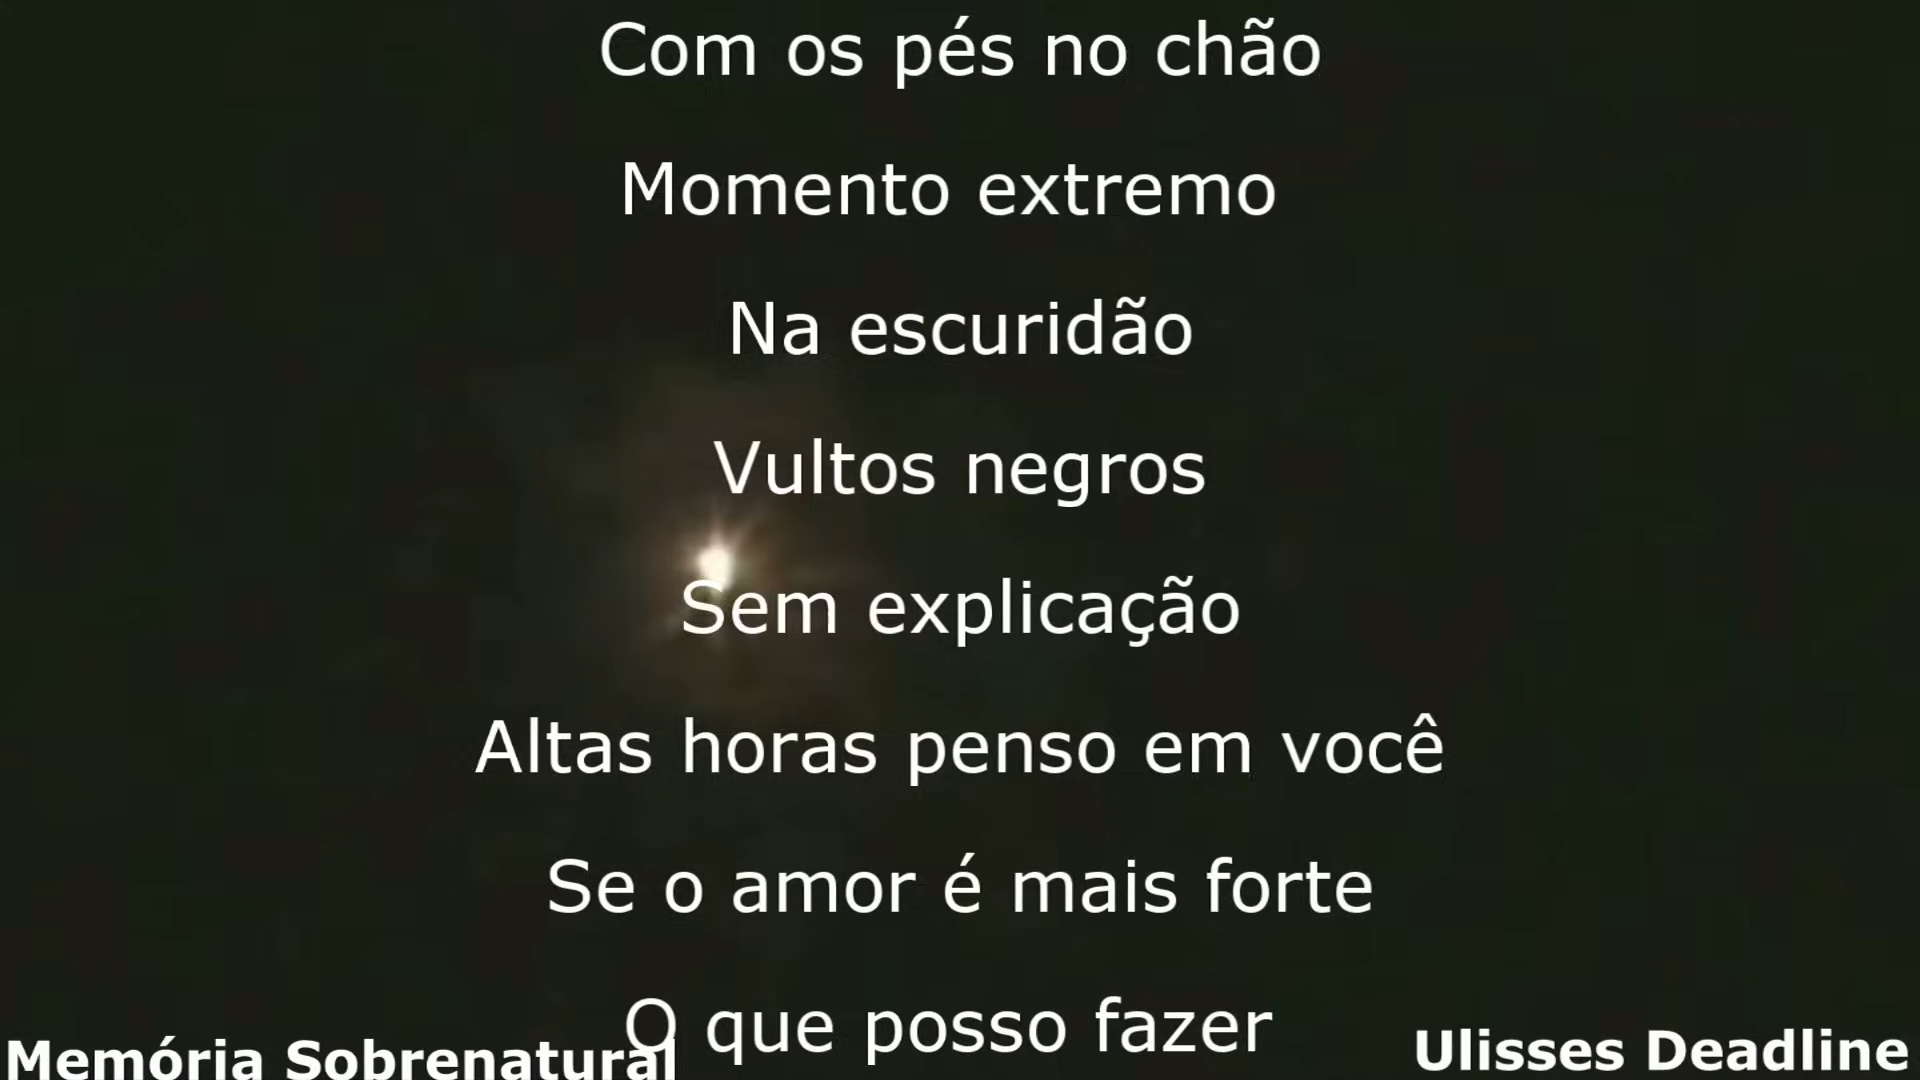 Com os pés no chão
Momento extremo
Na escuridão
Vultos negros
Sem explicação
Altas horas penso em você
Se o amor é mais forte
O que posso fazer
Memória Sobrenatural
Ulisses Deadline